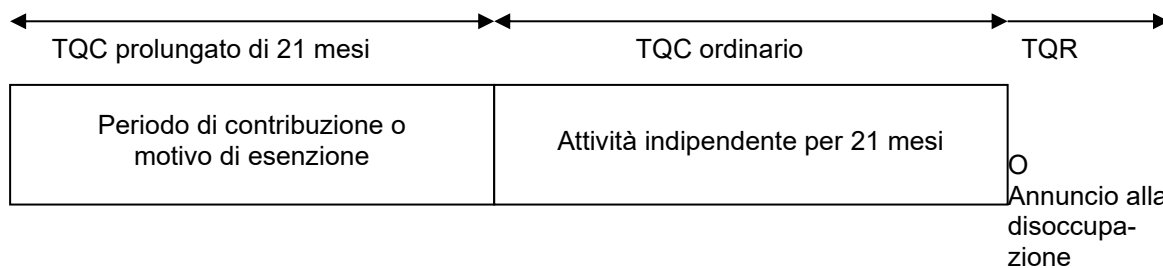 TQC prolungato di 21 mesi
TQC ordinario
TQR
Periodo di contribuzione o
motivo di esenzione
Attività indipendente per 21 mesi
O
Annuncio alla
disoccupa-
zione